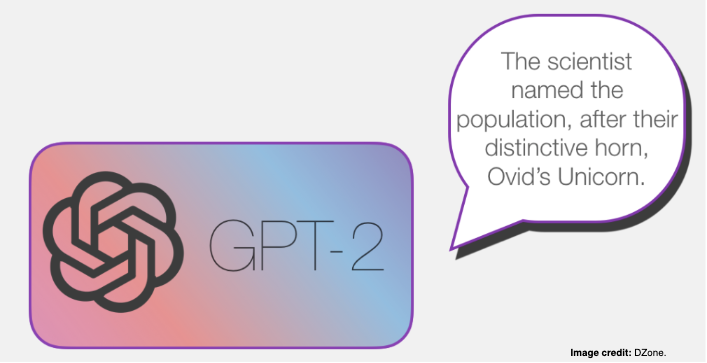 The scientist
named the
population, after their
distinctive horn,
Ovid's Unicorn.
GPT-2
Image credit: DZone.